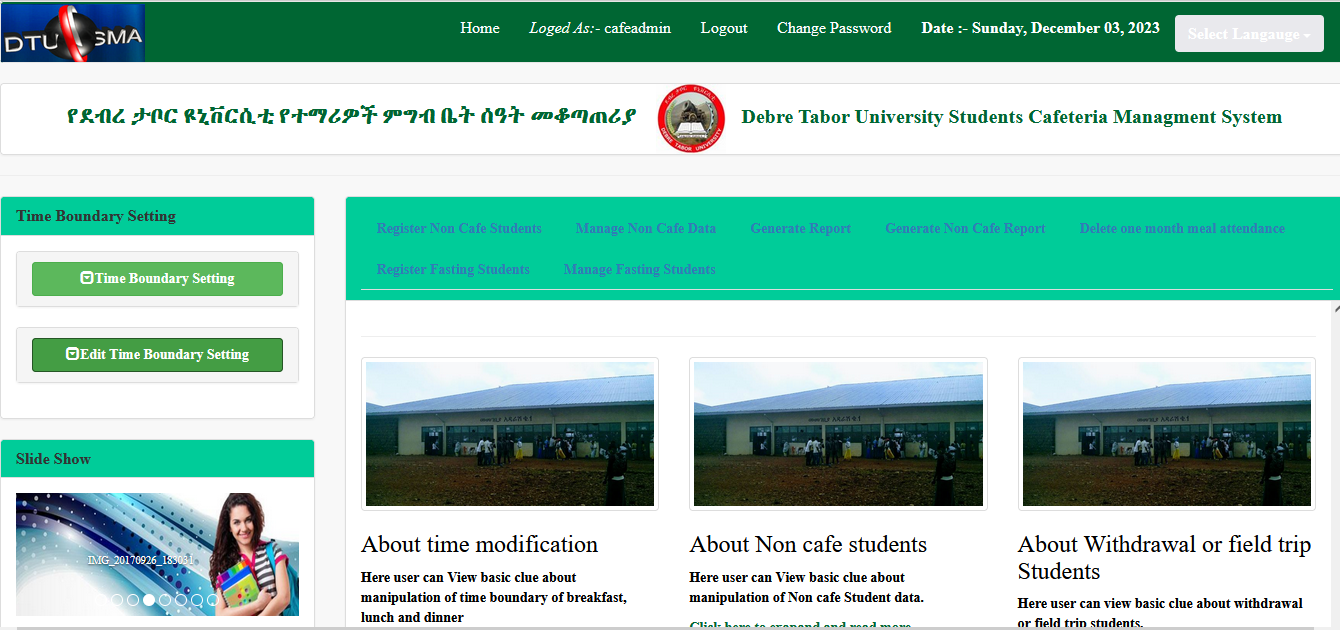 DTU SMA
Home Loged As:- cafeadmin Logout Change Password Date :- Sunday, December 03, 2023 Select Langauge
የደብረ ታቦር ዩኒቨርሲቲ የተማሪዎች ምግብ ቤት ሰዓት መቆጣጠሪያ
Debre Tabor University Students Cafeteria Managment System
Time Boundary Setting
Time Boundary Setting
Edit Time Boundary Setting
Slide Show
IMG_20170926_183031
Register Non Cafe Students Manage Non Cafe Data Generate Report Generate Non Cafe Report Delete one month meal attendance
Register Fasting Students Manage Fasting Students
About time modification
Here user can View basic clue about
manipulation of time boundary of breakfast,
lunch and dinner
About Non cafe students
Here user can View basic clue about
manipulation of Non cafe Student data.
Click here to expand and read more
About Withdrawal or field trip
Students
Here user can view basic clue about withdrawal
or field trip students.